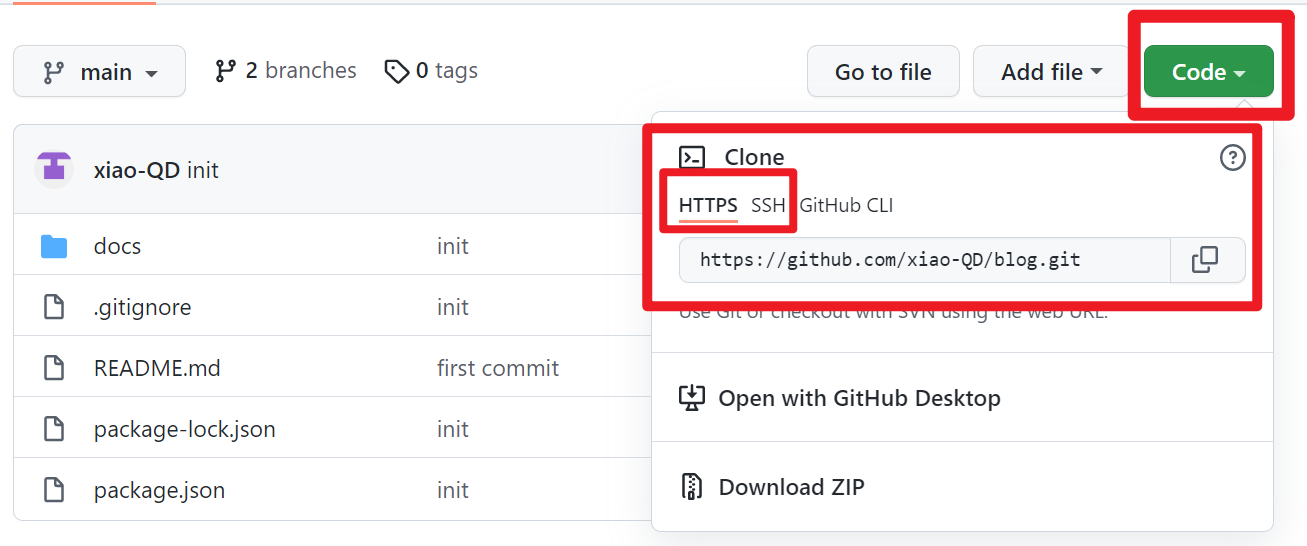 main 2 branches 0 tags Go to file Add file Code
xiao-QD init
docs init
.gitignore init
README.md first commit
package-lock.json init
package.json init
Clone
HTTPS SSH GitHub CLI
https://github.com/xiao-QD/blog.git
Use Git or checkout with SVN using the web URL.
Open with GitHub Desktop
Download ZIP